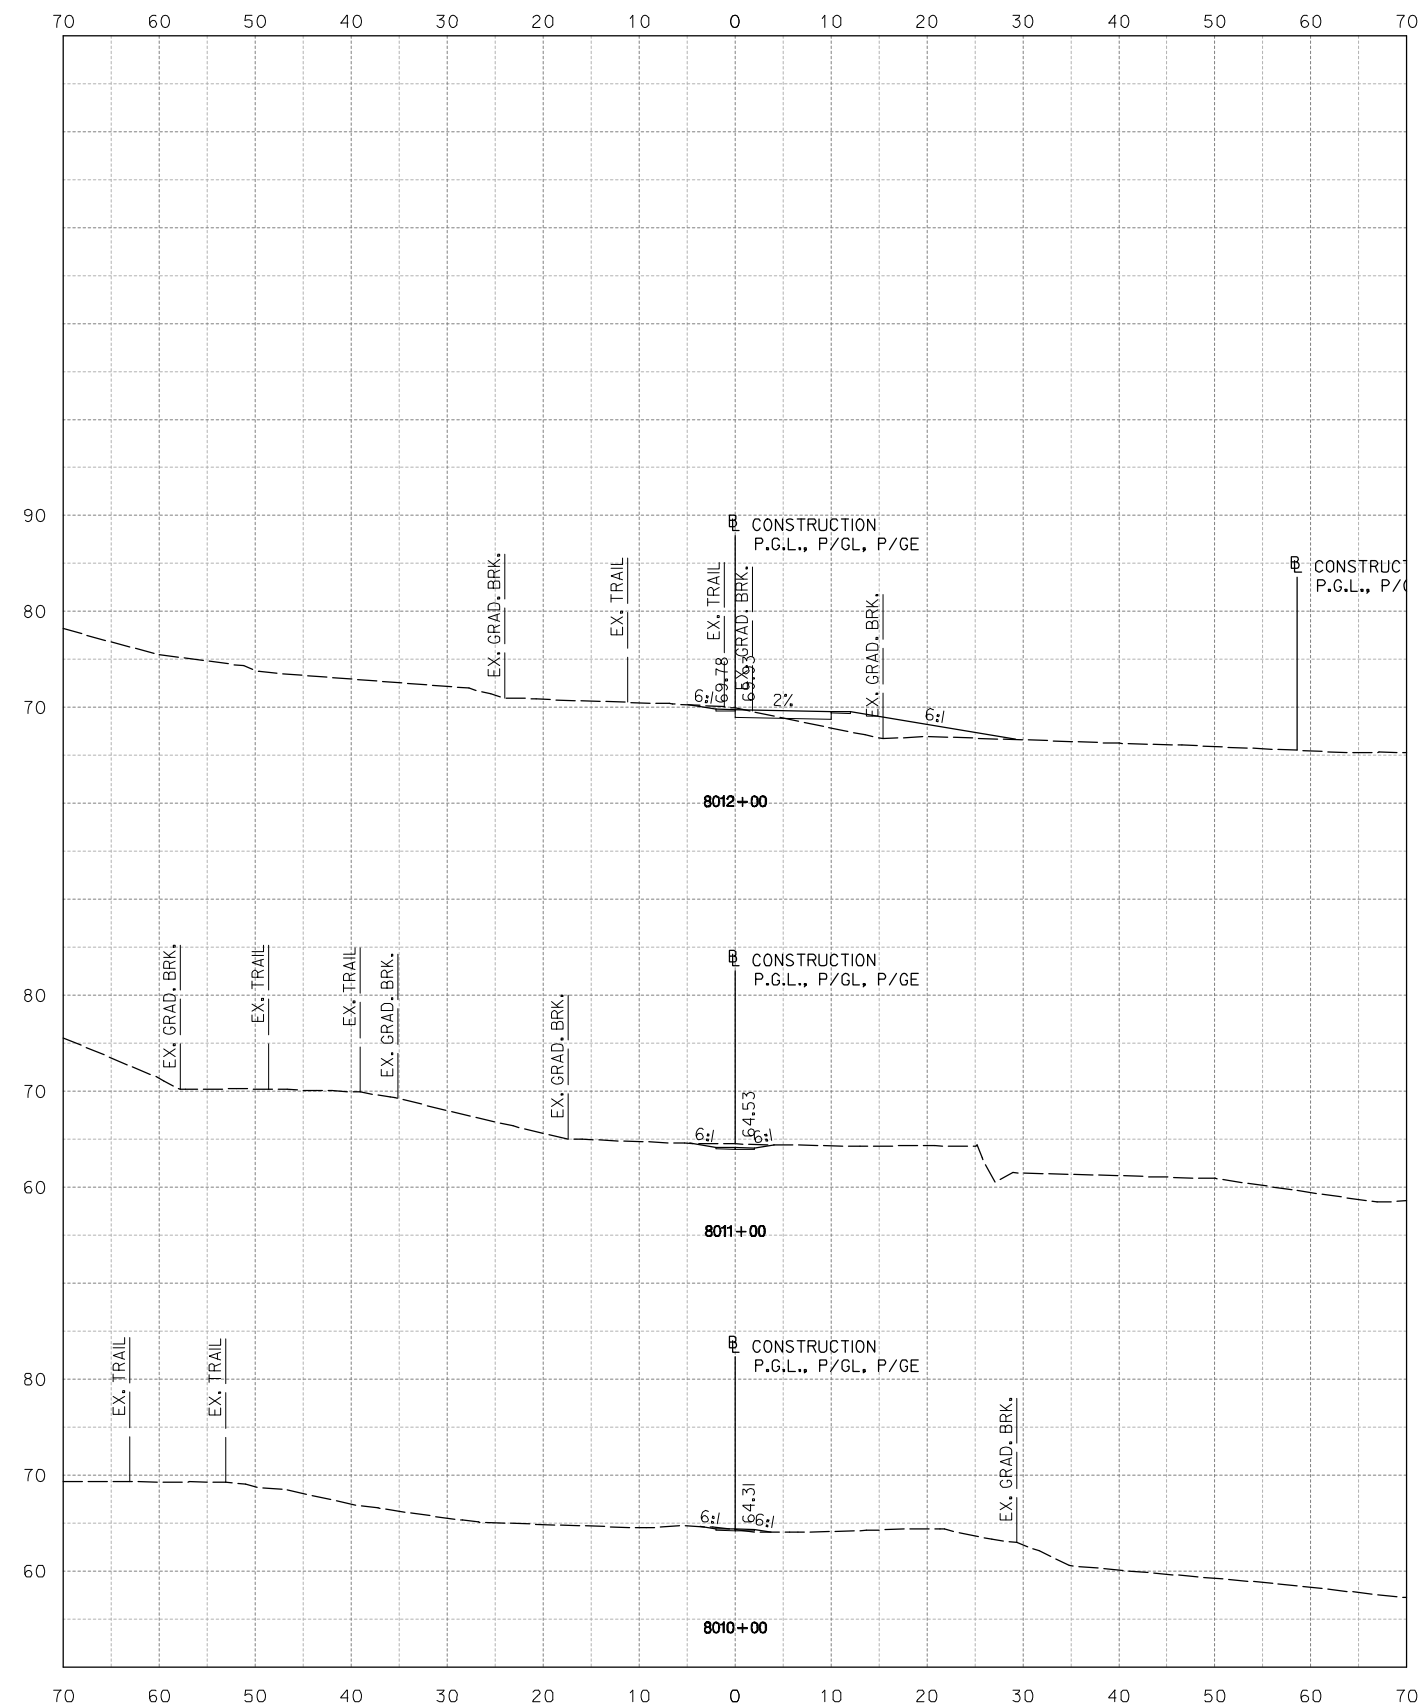 70 60 50 40 30 20 10 0 10 20 30 40 50 60 70
90
℄ CONSTRUCTION
P.G.L., P/GL, P/GE
EX. GRAD. BRK.
EX. TRAIL
EX. TRAIL
EX. GRAD. BRK.
EX. GRAD. BRK.
CONSTRUCT
P.G.L., P/G
80
69.78
69.93
6:1
2%
6:1
70
8012+00
EX. GRAD. BRK.
EX. TRAIL
EX. TRAIL
EX. GRAD. BRK.
EX. GRAD. BRK.
CONSTRUCTION
P.G.L., P/GL, P/GE
80
70
64.53
6:1
6:1
60
8011+00
EX. TRAIL
EX. TRAIL
CONSTRUCTION
P.G.L., P/GL, P/GE
EX. GRAD. BRK.
80
70
64.31
6:1
6:1
60
8010+00
70 60 50 40 30 20 10 0 10 20 30 40 50 60 70